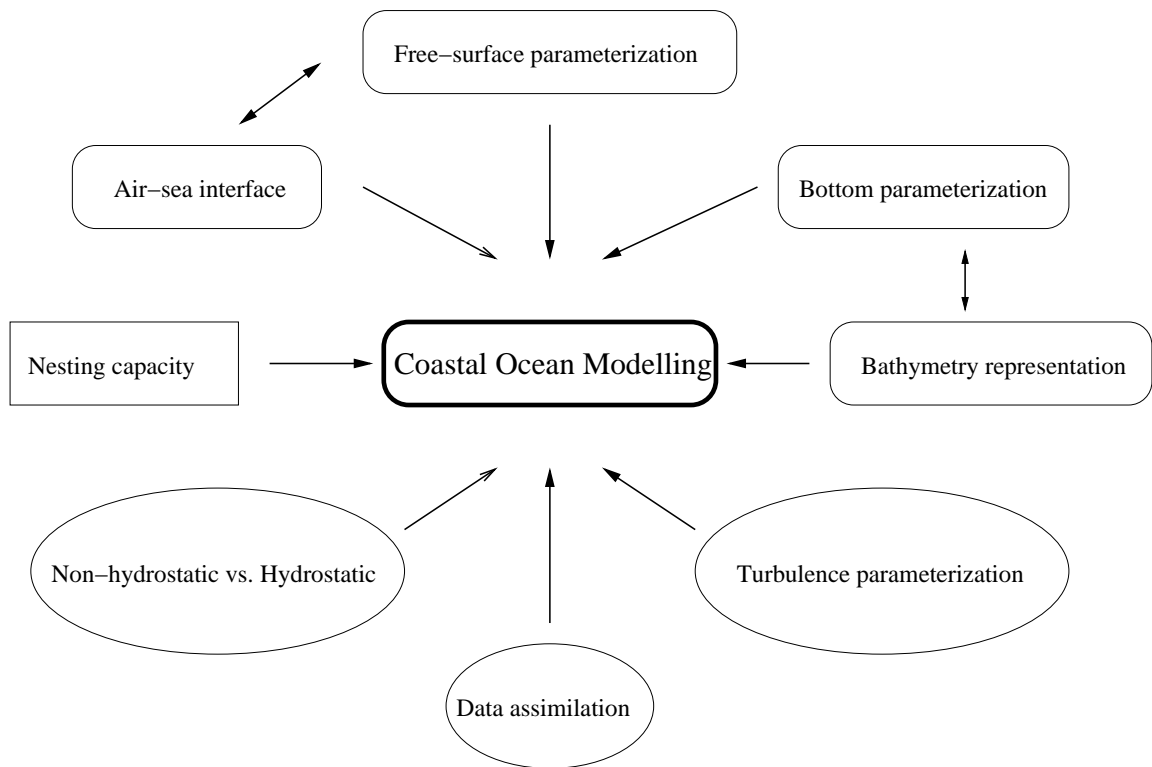 Free−surface parameterization
Air−sea interface
Bottom parameterization
Nesting capacity
Coastal Ocean Modelling
Bathymetry representation
Non−hydrostatic vs. Hydrostatic
Turbulence parameterization
Data assimilation